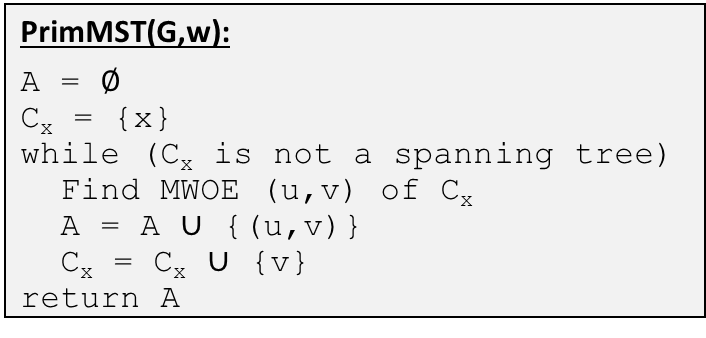 PrimMST(G,w):
A = Ø
Cₓ = {x}
while (Cₓ is not a spanning tree)
Find MWOE (u,v) of Cₓ
A = A ∪ {(u,v)}
Cₓ = Cₓ ∪ {v}
return A